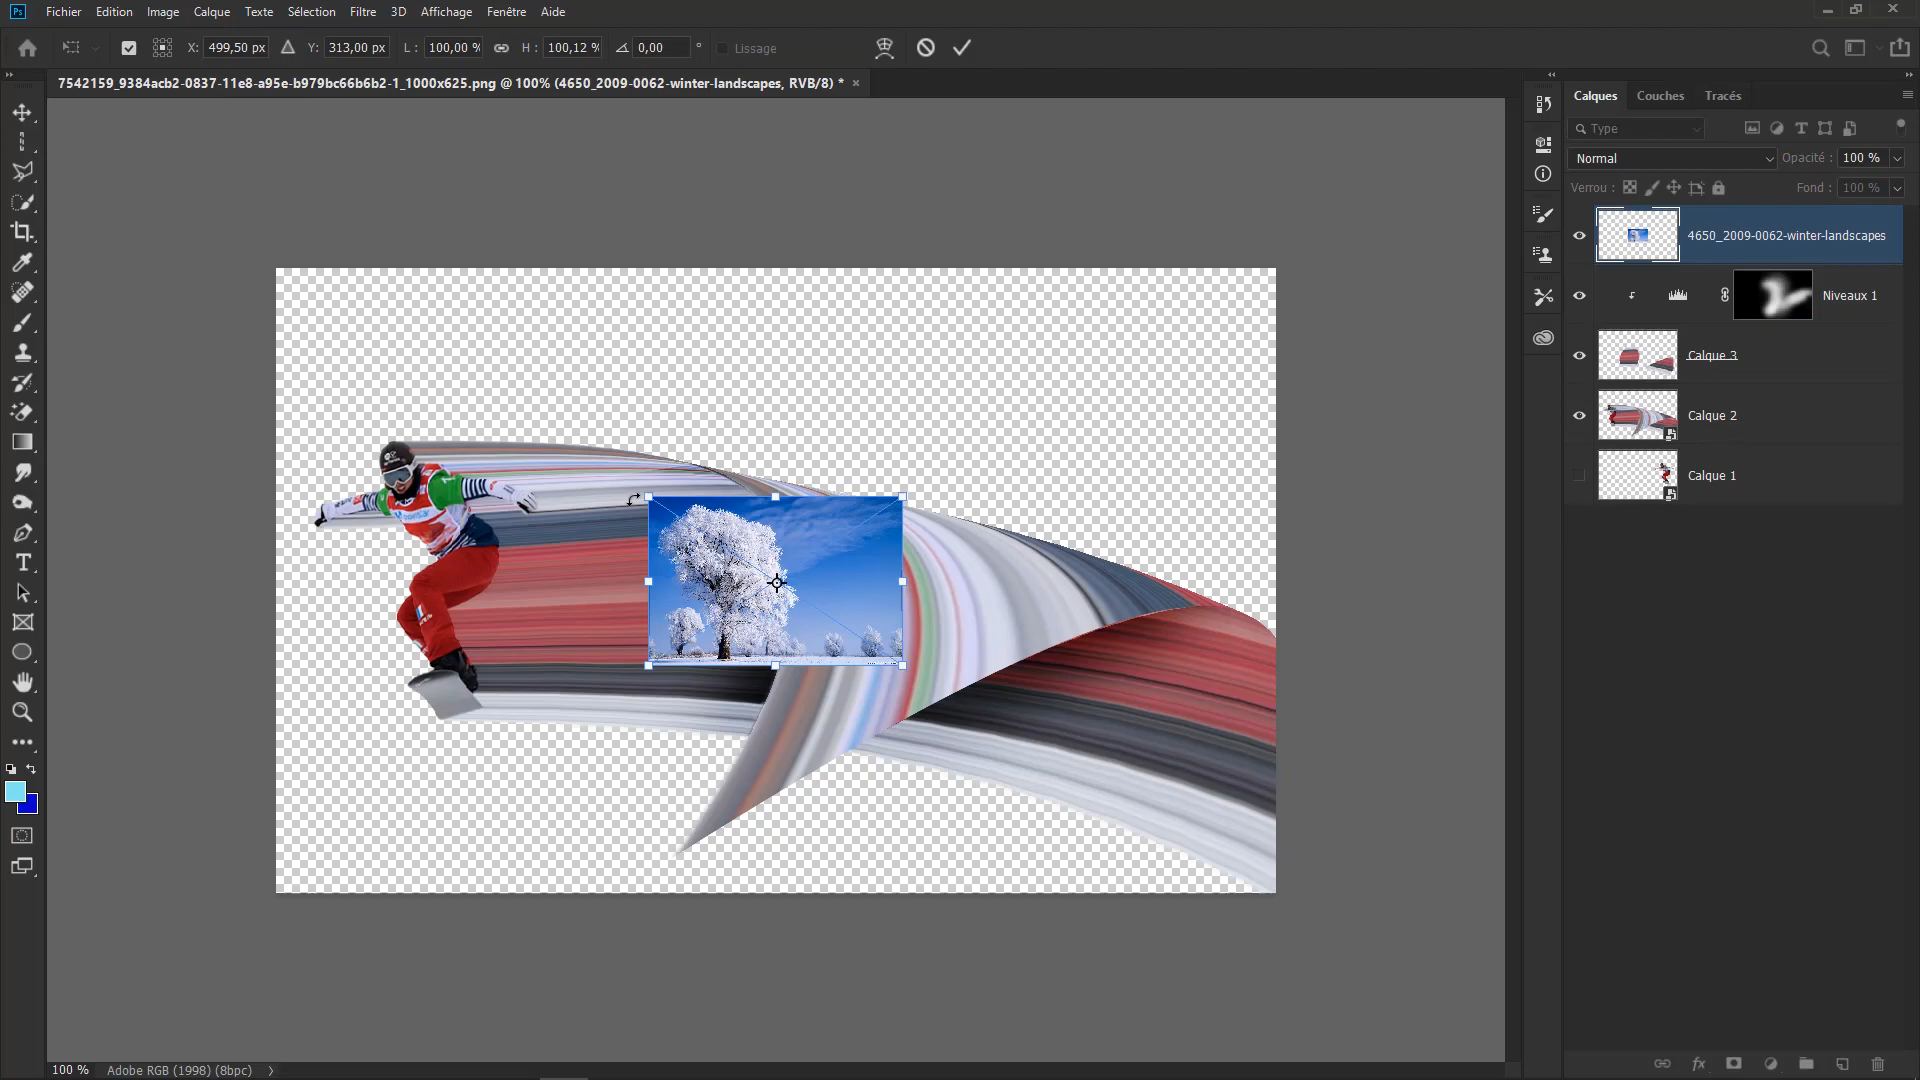 Ps Fichier Edition Image Calque Texte Sélection Filtre 3D Affichage Fenêtre Aide
X: 499,50 px Y: 313,00 px L : 100,00 % H : 100,12 % 0,00 ° Lissage
7542159_9384acb2-0837-11e8-a95e-b979bc66b6b2-1_1000x625.png @ 100% (4650_2009-0062-winter-landscapes, RVB/8) * ×
Calques Couches Tracés
Type
Normal Opacité : 100 %
Verrou : Fond : 100 %
4650_2009-0062-winter-landscapes
Niveaux 1
Calque 3
Calque 2
Calque 1
100 % Adobe RGB (1998) (8bpc)